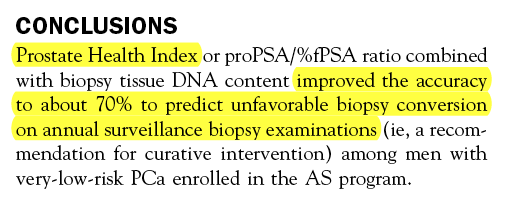 CONCLUSIONS
Prostate Health Index or proPSA/%fPSA ratio combined
with biopsy tissue DNA content improved the accuracy
to about 70% to predict unfavorable biopsy conversion
on annual surveillance biopsy examinations (ie, a recom-
mendation for curative intervention) among men with
very-low-risk PCa enrolled in the AS program.